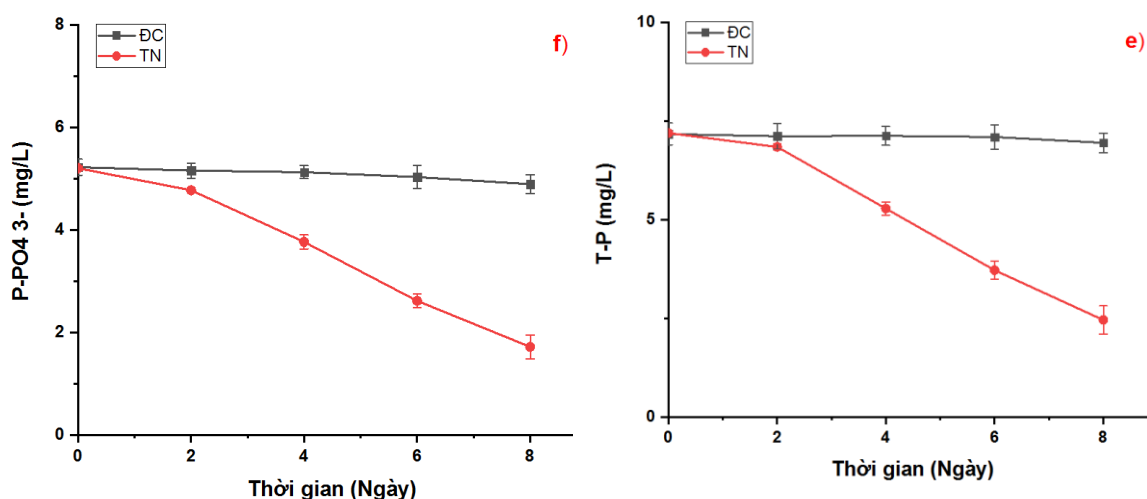 ĐC
TN
f)
8
6
4
2
0
P-PO4 3- (mg/L)
0 2 4 6 8
Thời gian (Ngày)
ĐC
TN
e)
10
5
0
T-P (mg/L)
0 2 4 6 8
Thời gian (Ngày)